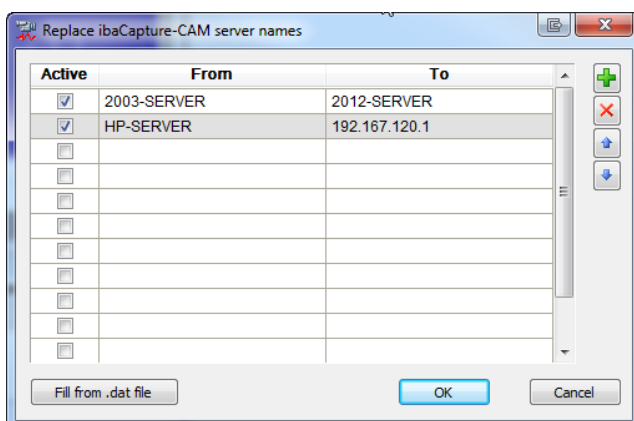 Replace ibaCapture-CAM server names
Active From To
2003-SERVER 2012-SERVER
HP-SERVER 192.167.120.1
Fill from .dat file OK Cancel